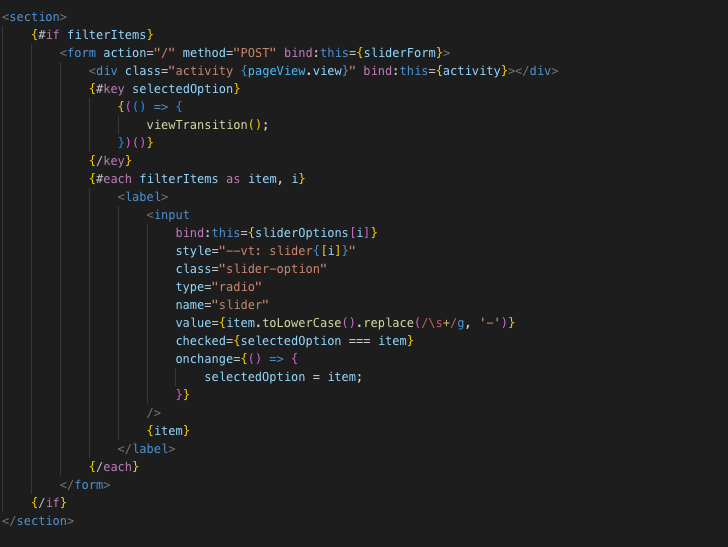 <section>
{#if filterItems}
<form action="/" method="POST" bind:this={sliderForm}>
<div class="activity {pageView.view}" bind:this={activity}></div>
{#key selectedOption}
{(() => {
viewTransition();
})()}
{/key}
{#each filterItems as item, i}
<label>
<input
bind:this={sliderOptions[i]}
style="--vt: slider{[i]}"
class="slider-option"
type="radio"
name="slider"
value={item.toLowerCase().replace(/\s+/g, '-')}
checked={selectedOption === item}
onchange={() => {
selectedOption = item;
}}
/>
{item}
</label>
{/each}
</form>
{/if}
</section>